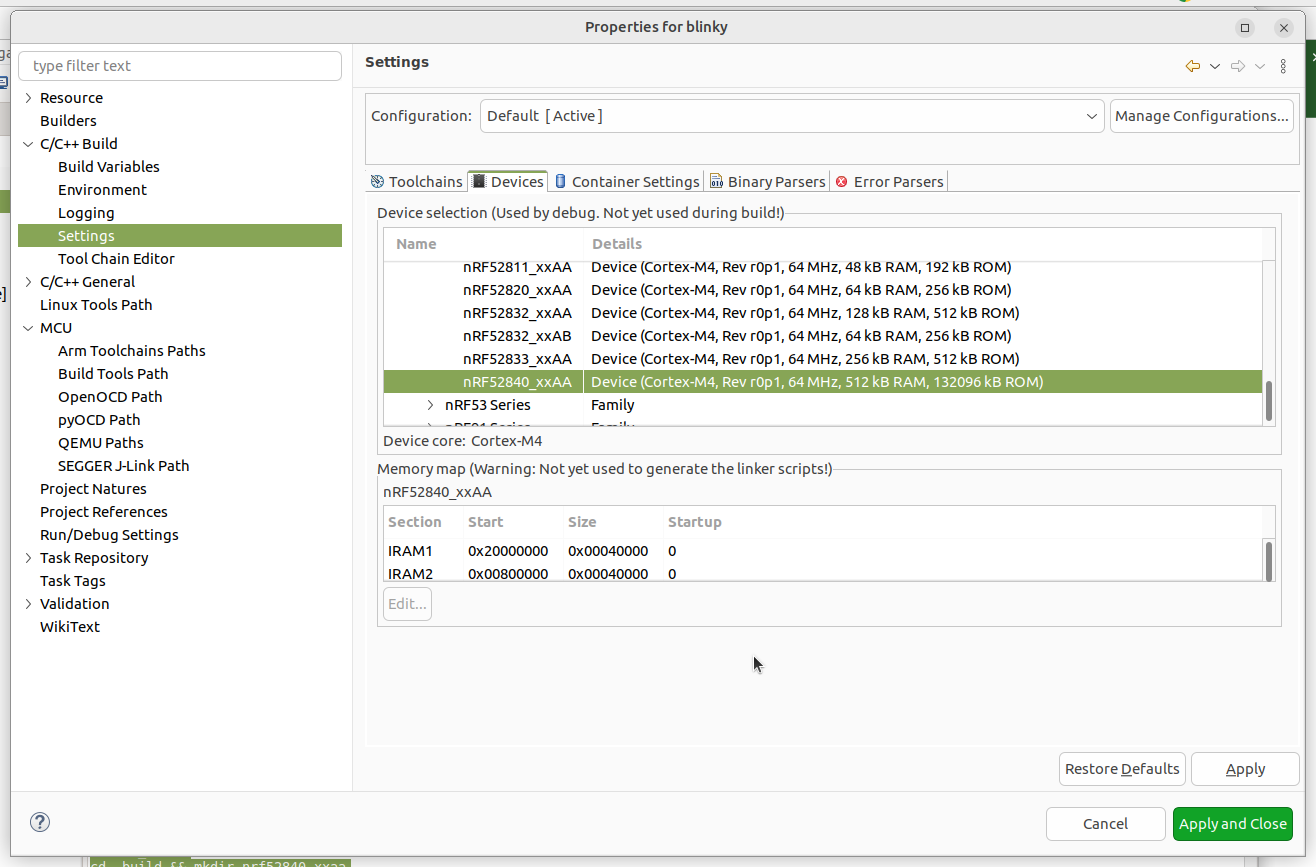 Properties for blinky
type filter text
Resource
Builders
C/C++ Build
Build Variables
Environment
Logging
Settings
Tool Chain Editor
C/C++ General
Linux Tools Path
MCU
Arm Toolchains Paths
Build Tools Path
OpenOCD Path
pyOCD Path
QEMU Paths
SEGGER J-Link Path
Project Natures
Project References
Run/Debug Settings
Task Repository
Task Tags
Validation
WikiText
Settings
Configuration: Default [ Active ] Manage Configurations...
Toolchains Devices Container Settings Binary Parsers Error Parsers
Device selection (Used by debug. Not yet used during build!)
Name Details
nRF52811_xxAA Device (Cortex-M4, Rev r0p1, 64 MHz, 48 kB RAM, 192 kB ROM)
nRF52820_xxAA Device (Cortex-M4, Rev r0p1, 64 MHz, 64 kB RAM, 256 kB ROM)
nRF52832_xxAA Device (Cortex-M4, Rev r0p1, 64 MHz, 128 kB RAM, 512 kB ROM)
nRF52832_xxAB Device (Cortex-M4, Rev r0p1, 64 MHz, 64 kB RAM, 256 kB ROM)
nRF52833_xxAA Device (Cortex-M4, Rev r0p1, 64 MHz, 256 kB RAM, 512 kB ROM)
nRF52840_xxAA Device (Cortex-M4, Rev r0p1, 64 MHz, 512 kB RAM, 132096 kB ROM)
nRF53 Series Family
nRF91 Series Family
Device core: Cortex-M4
Memory map (Warning: Not yet used to generate the linker scripts!)
nRF52840_xxAA
Section Start Size Startup
IRAM1 0x20000000 0x00040000 0
IRAM2 0x00800000 0x00040000 0
Edit...
Restore Defaults Apply
Cancel Apply and Close
cd _build && mkdir nrf52840_xxaa